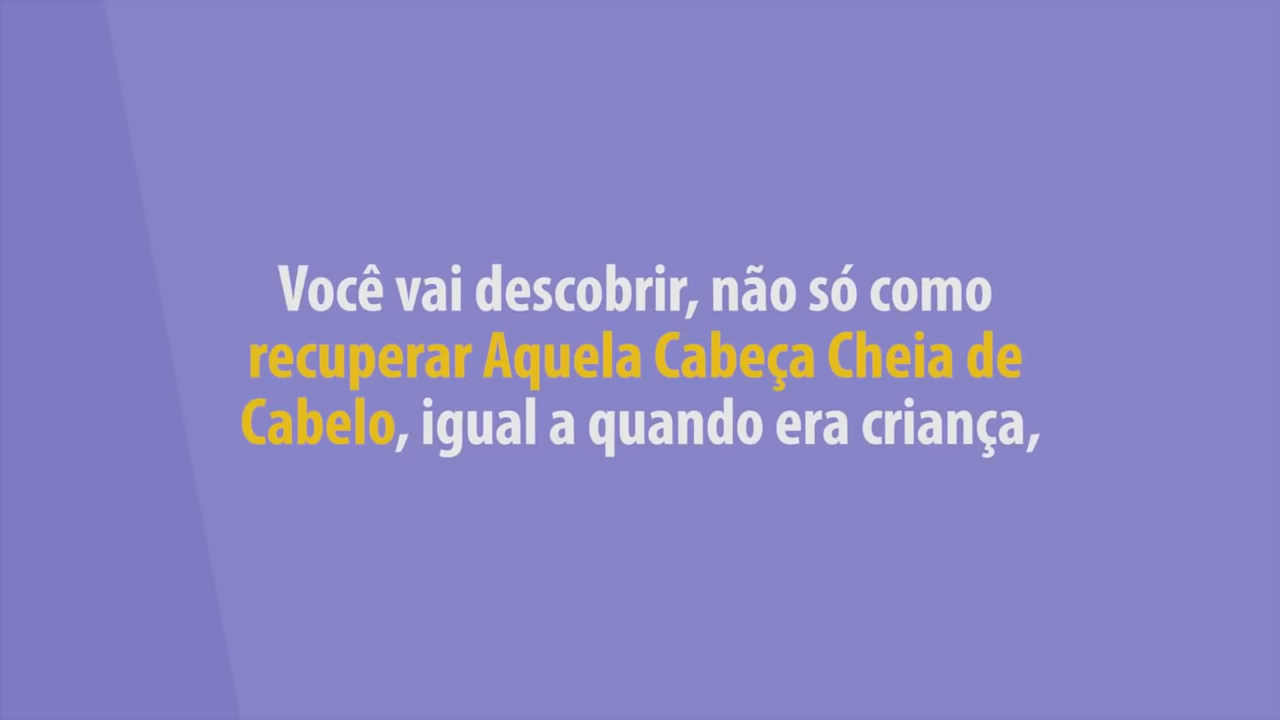 Você vai descobrir, não só como
recuperar Aquela Cabeça Cheia de
Cabelo, igual a quando era criança,